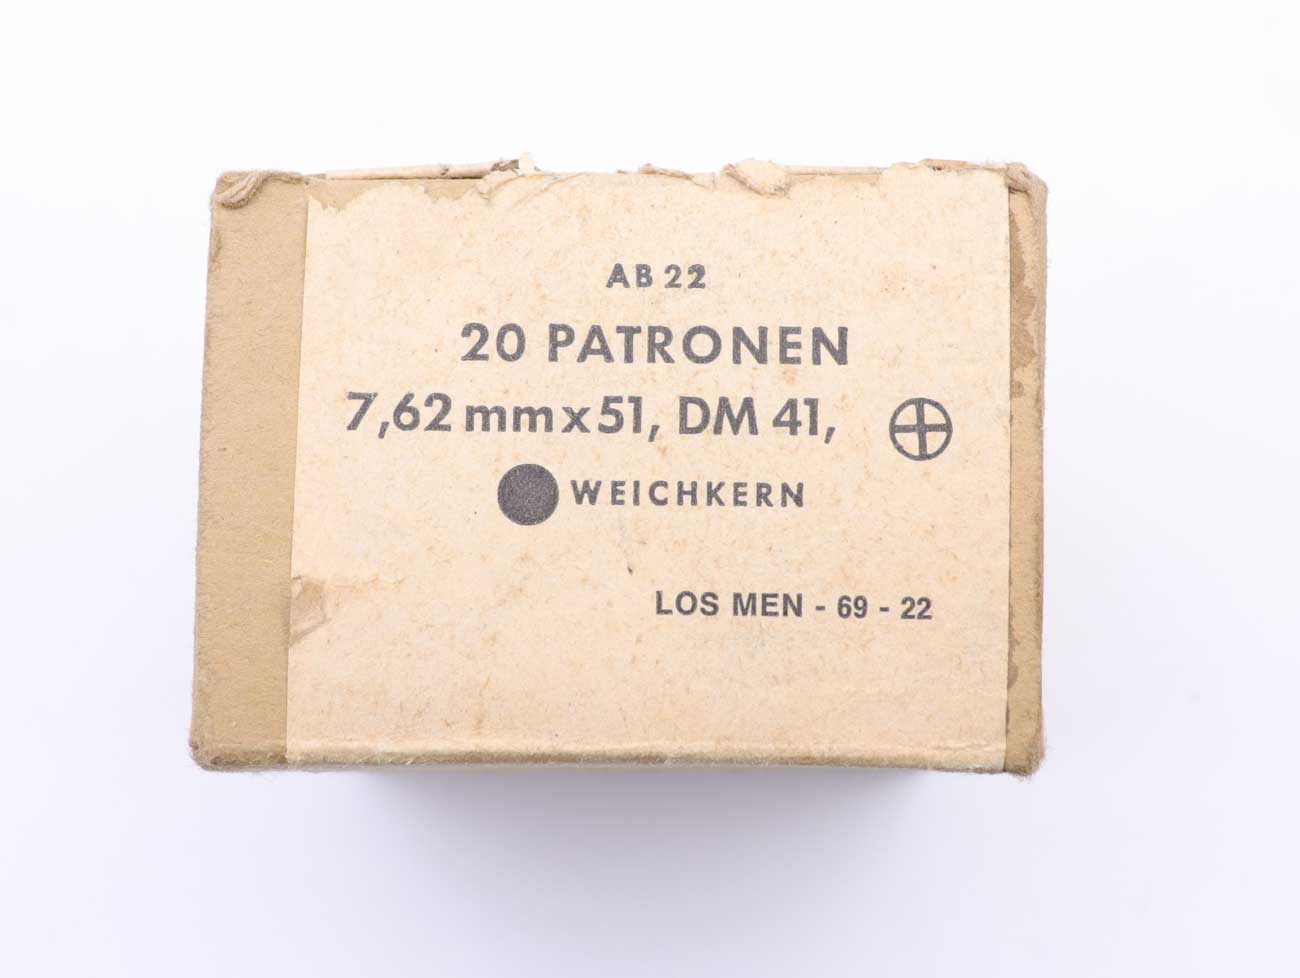 AB 22
20 PATRONEN
7,62 mm x 51, DM 41,
WEICHKERN
LOS MEN - 69 - 22